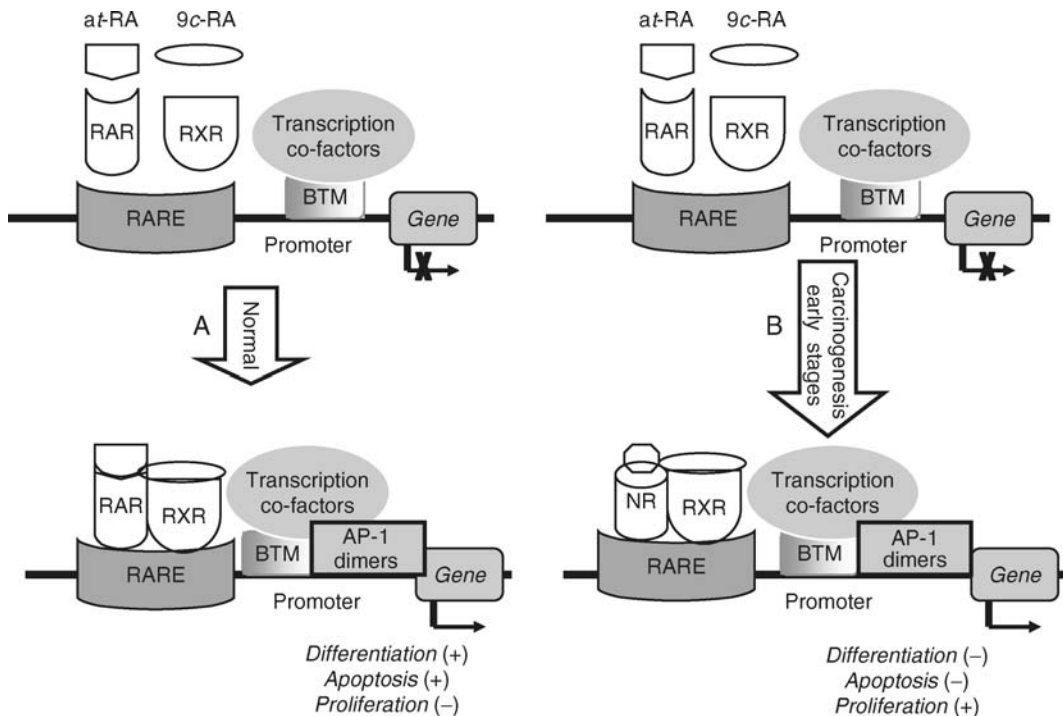 at-RA 9c-RA
RAR RXR
Transcription
co-factors
BTM
RARE
Gene
Promoter
X
A
Normal
RAR RXR
Transcription
co-factors
BTM
AP-1
dimers
RARE
Gene
Promoter
Differentiation (+)
Apoptosis (+)
Proliferation (–)
at-RA 9c-RA
RAR RXR
Transcription
co-factors
BTM
RARE
Gene
Promoter
X
B
Carcinogenesis
early stages
NR RXR
Transcription
co-factors
BTM
AP-1
dimers
RARE
Gene
Promoter
Differentiation (–)
Apoptosis (–)
Proliferation (+)